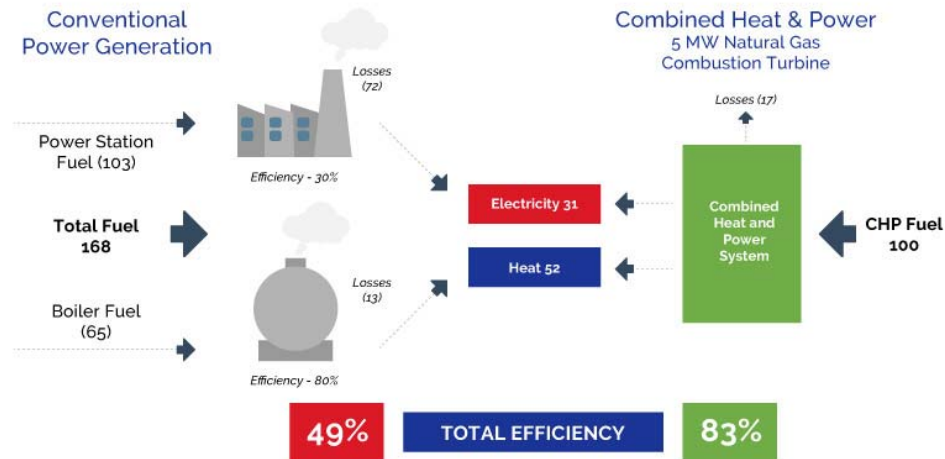 Conventional
Power Generation
Losses
(72)
Power Station
Fuel (103)
Efficiency - 30%
Total Fuel
168
Losses
(13)
Boiler Fuel
(65)
Efficiency - 80%
Electricity 31
Heat 52
Combined Heat & Power
5 MW Natural Gas
Combustion Turbine
Losses (17)
Combined
Heat and
Power
System
CHP Fuel
100
49%
TOTAL EFFICIENCY
83%